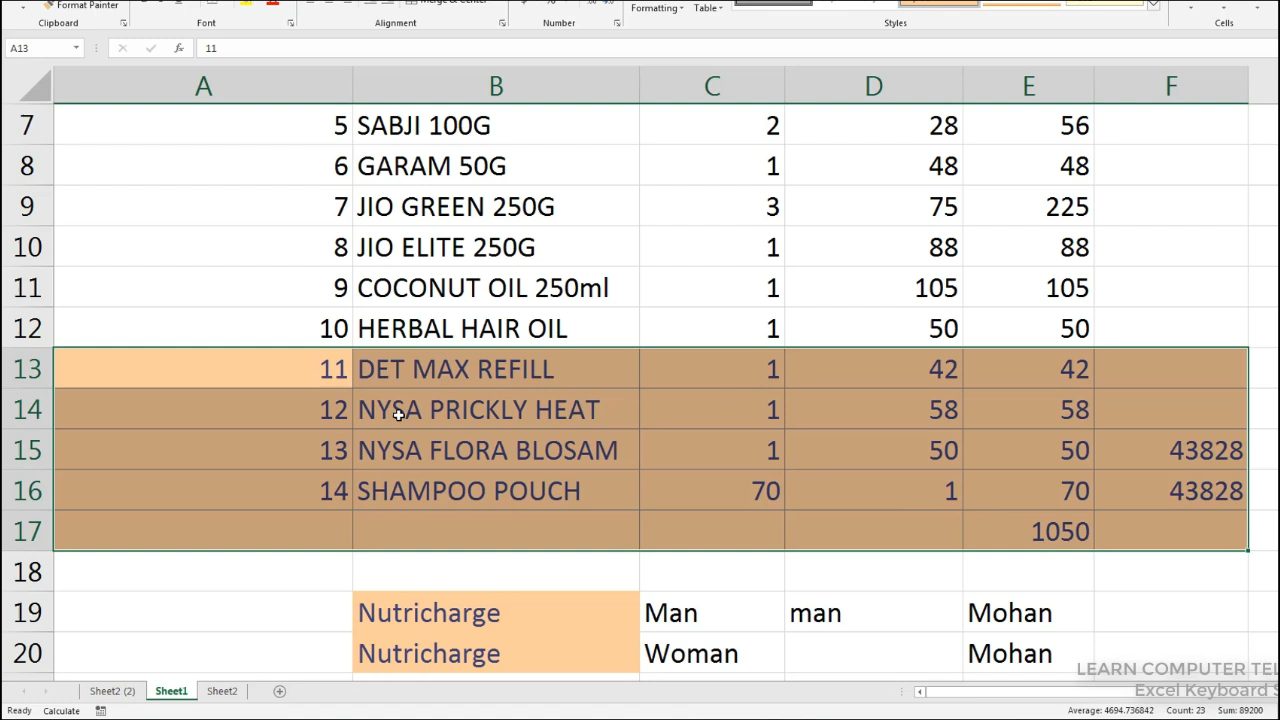 Format Painter
Formatting
Table
Clipboard
Font
Alignment
Number
Styles
Cells
A13
fx
11
A B C D E F
7 5 SABJI 100G 2 28 56
8 6 GARAM 50G 1 48 48
9 7 JIO GREEN 250G 3 75 225
10 8 JIO ELITE 250G 1 88 88
11 9 COCONUT OIL 250ml 1 105 105
12 10 HERBAL HAIR OIL 1 50 50
13 11 DET MAX REFILL 1 42 42
14 12 NYSA PRICKLY HEAT 1 58 58
15 13 NYSA FLORA BLOSAM 1 50 50 43828
16 14 SHAMPOO POUCH 70 1 70 43828
17 1050
18
19 Nutricharge Man man Mohan
20 Nutricharge Woman Mohan
LEARN COMPUTER TEL
Excel Keyboard S
Sheet2 (2) Sheet1 Sheet2
Ready Calculate Average: 4694.736842 Count: 23 Sum: 89200